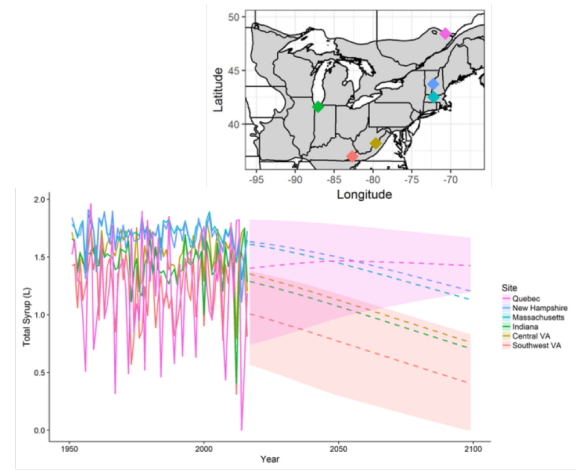 50
45
40
Latitude
-95 -90 -85 -80 -75 -70
Longitude
2.0
1.5
1.0
0.5
0.0
Total Syrup (L)
1950 2000 2050 2100
Year
Site
Quebec
New Hampshire
Massachusetts
Indiana
Central VA
Southwest VA